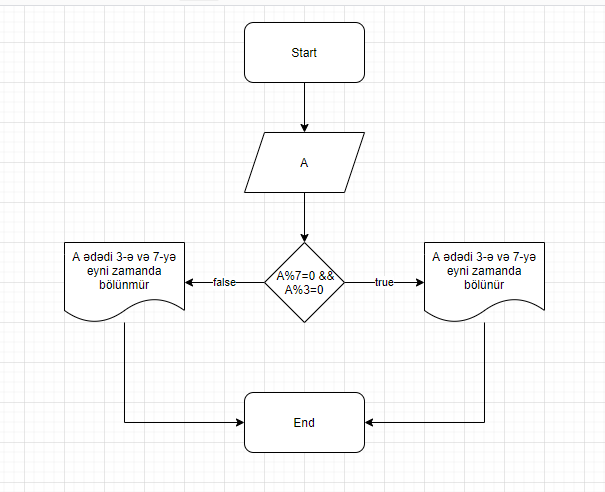 Start
A
A ədədi 3-ə və 7-yə
eyni zamanda
bölünmür
false
A%7=0 &&
A%3=0
true
A ədədi 3-ə və 7-yə
eyni zamanda
bölünür
End